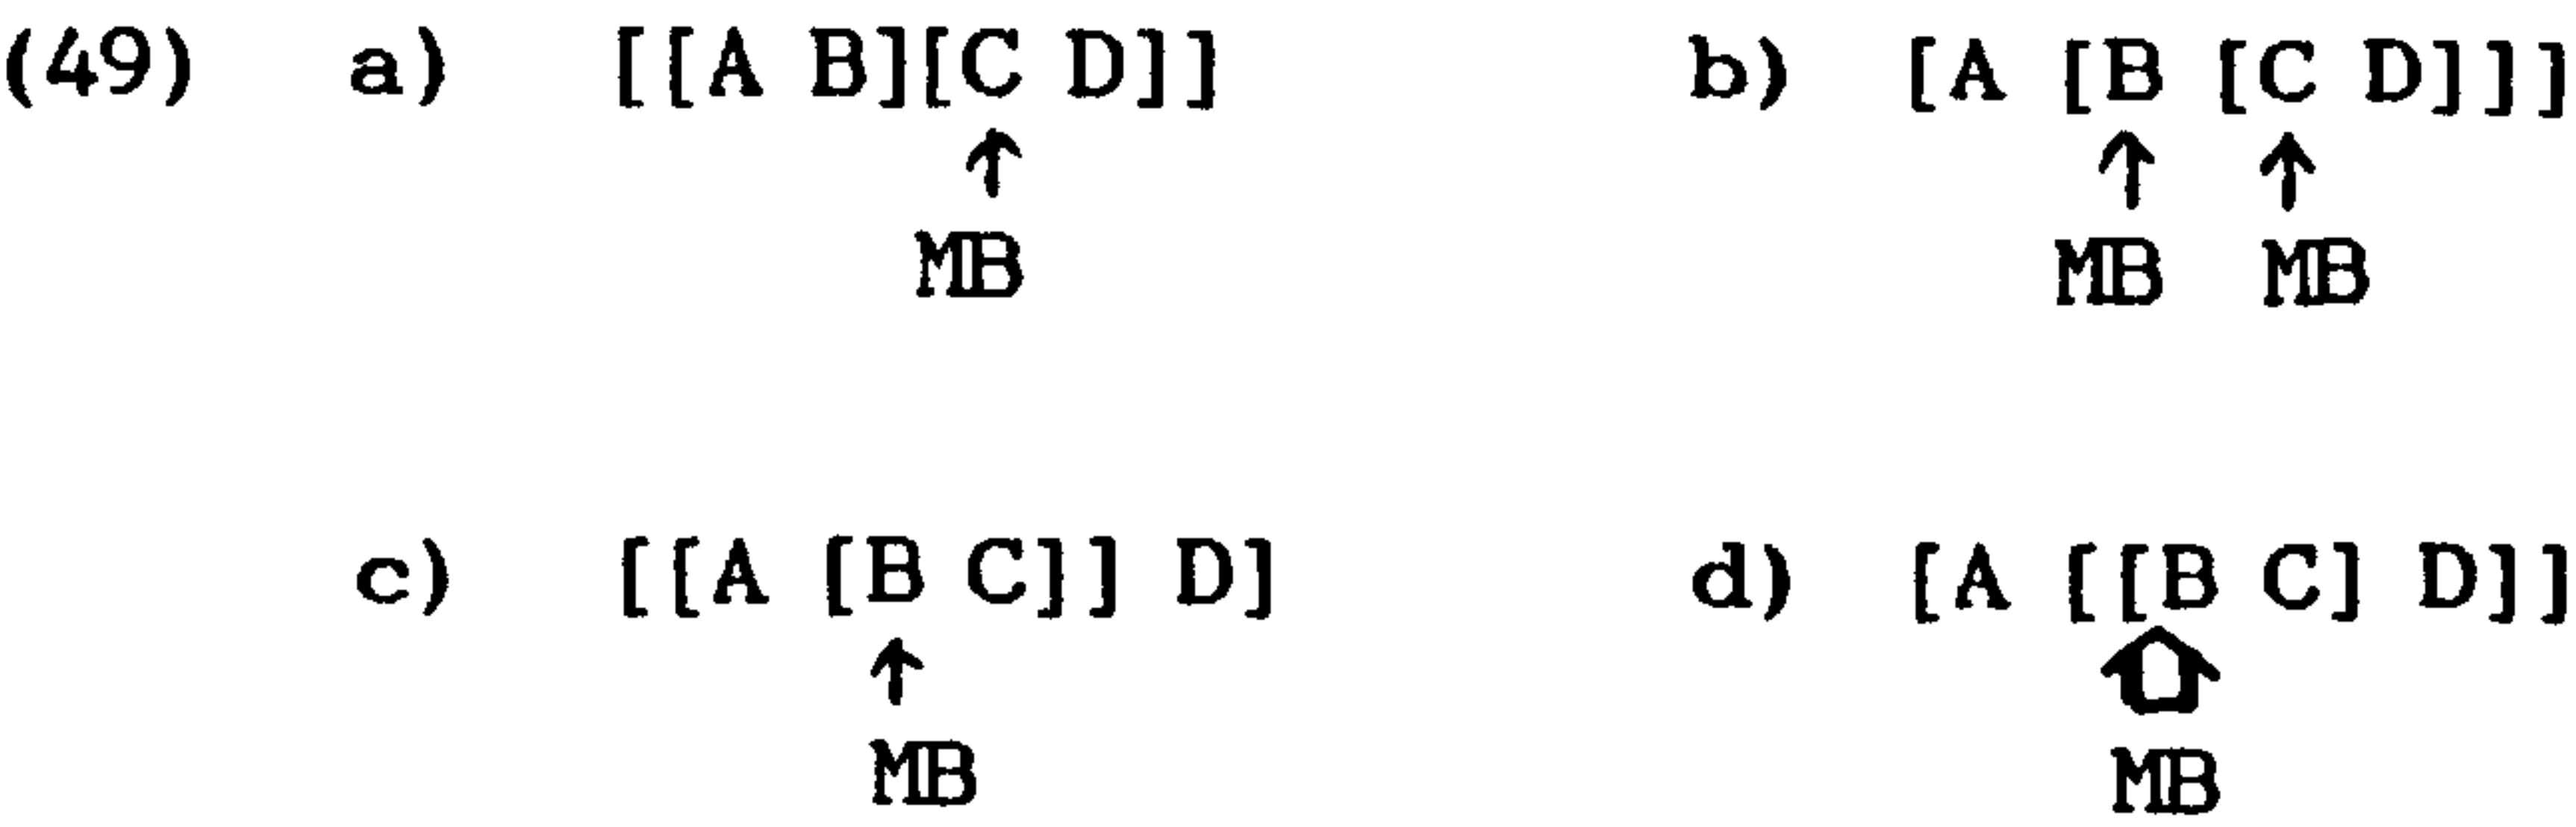 (49) a) [[A B][C D]] b) [A [B [C D]]]
↑ ↑ ↑
MB MB MB
c) [[A [B C]] D] d) [A [[B C] D]]
↑ ⇧
MB MB